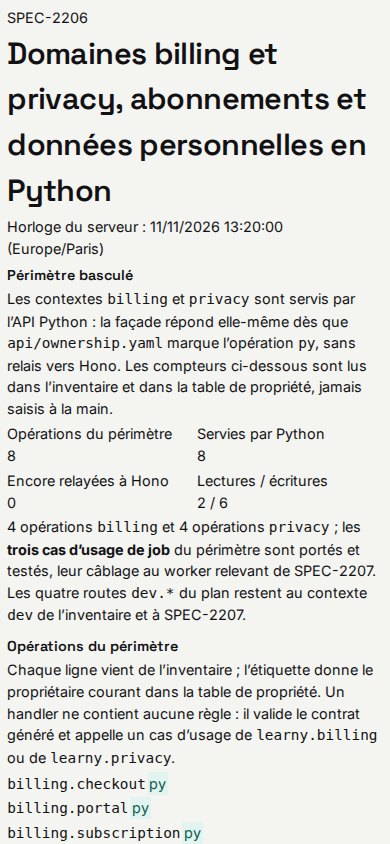 SPEC-2206
Domaines billing et
privacy, abonnements et
données personnelles en
Python
Horloge du serveur : 11/11/2026 13:20:00
(Europe/Paris)
Périmètre basculé
Les contextes billing et privacy sont servis par
l’API Python : la façade répond elle-même dès que
api/ownership.yaml marque l’opération py, sans
relais vers Hono. Les compteurs ci-dessous sont lus
dans l’inventaire et dans la table de propriété, jamais
saisis à la main.
Opérations du périmètre Servies par Python
8 8
Encore relayées à Hono Lectures / écritures
0 2 / 6
4 opérations billing et 4 opérations privacy ; les
trois cas d’usage de job du périmètre sont portés et
testés, leur câblage au worker relevant de SPEC-2207.
Les quatre routes dev.* du plan restent au contexte
dev de l’inventaire et à SPEC-2207.
Opérations du périmètre
Chaque ligne vient de l’inventaire ; l’étiquette donne le
propriétaire courant dans la table de propriété. Un
handler ne contient aucune règle : il valide le contrat
généré et appelle un cas d’usage de learny.billing
ou de learny.privacy.
billing.checkout py
billing.portal py
billing.subscription py